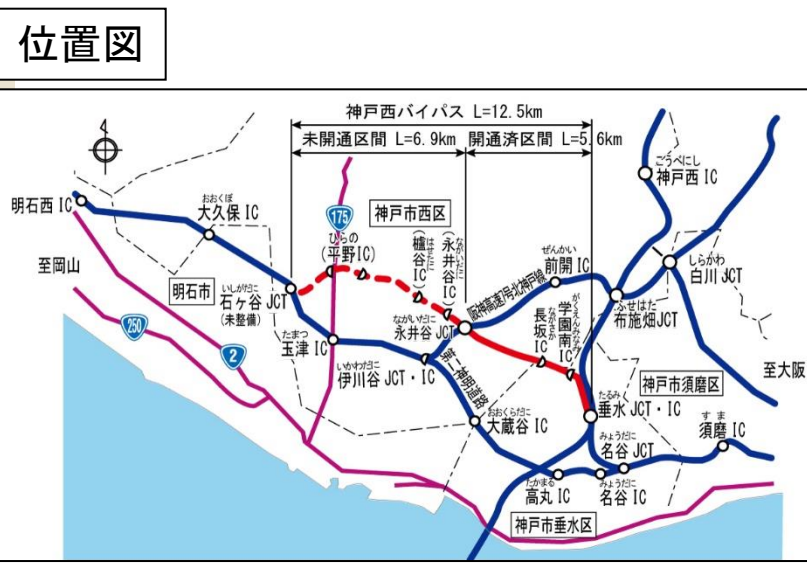 位置図
神戸西バイパス L=12.5km
未開通区間 L=6.9km
開通済区間 L=5.6km
4
ごうべにし
神戸西 IC
明石西 IC
おおくぼ
大久保 IC
175
神戸市西区
ひらの
(平野IC)
はせたに
(櫨谷IC)
ながいだに
(永井谷IC)
ぜんかい
前開 IC
しらかわ
白川 JCT
至岡山
明石市
いしがだに
石ヶ谷 JCT
(未整備)
阪神高速7号北神戸線
ふせはた
布施畑JCT
ながいだに
永井谷 JCT
がくえんみなみ
学園南IC
ながさか
長坂IC
250
2
たまつ
玉津 IC
いかわだに
伊川谷 JCT・IC
第二神明道路
至大阪
神戸市須磨区
たるみ
垂水 JCT・IC
おおくらだに
大蔵谷 IC
すま
須磨 IC
みょうだに
名谷 JCT
たかまる
高丸 IC
みょうだに
名谷 IC
神戸市垂水区